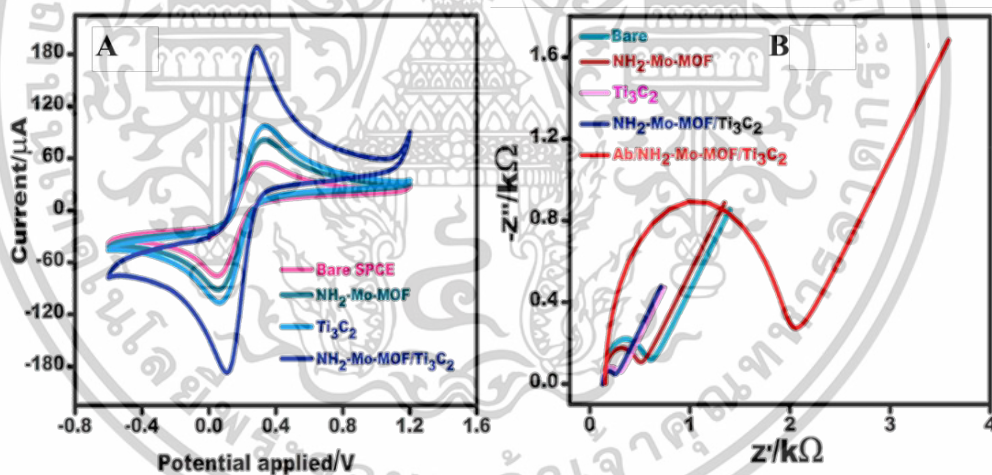 A
180
120
60
0
-60
-120
-180
Current/µA
-0.8
-0.4
0.0
0.4
0.8
1.2
1.6
Potential applied/V
Bare SPCE
NH₂-Mo-MOF
Ti₃C₂
NH₂-Mo-MOF/Ti₃C₂
B
1.6
1.2
0.8
0.4
0.0
-Z''/kΩ
0
1
2
3
4
Z'/kΩ
Bare
NH₂-Mo-MOF
Ti₃C₂
NH₂-Mo-MOF/Ti₃C₂
Ab/NH₂-Mo-MOF/Ti₃C₂